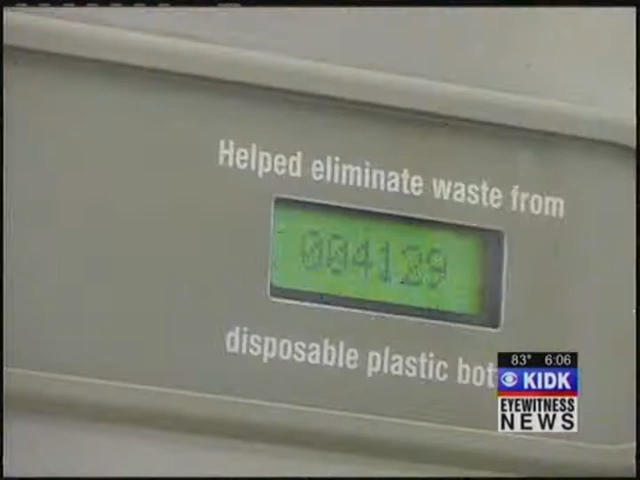 Helped eliminate waste from
004139
disposable plastic bot
83° 6:06
KIDK
EYEWITNESS
NEWS